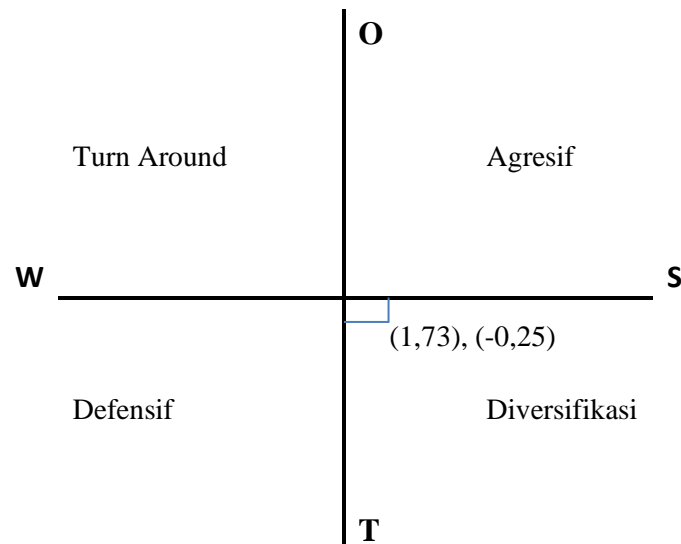 O
Turn Around Agresif
W S
(1,73), (-0,25)
Defensif Diversifikasi
T